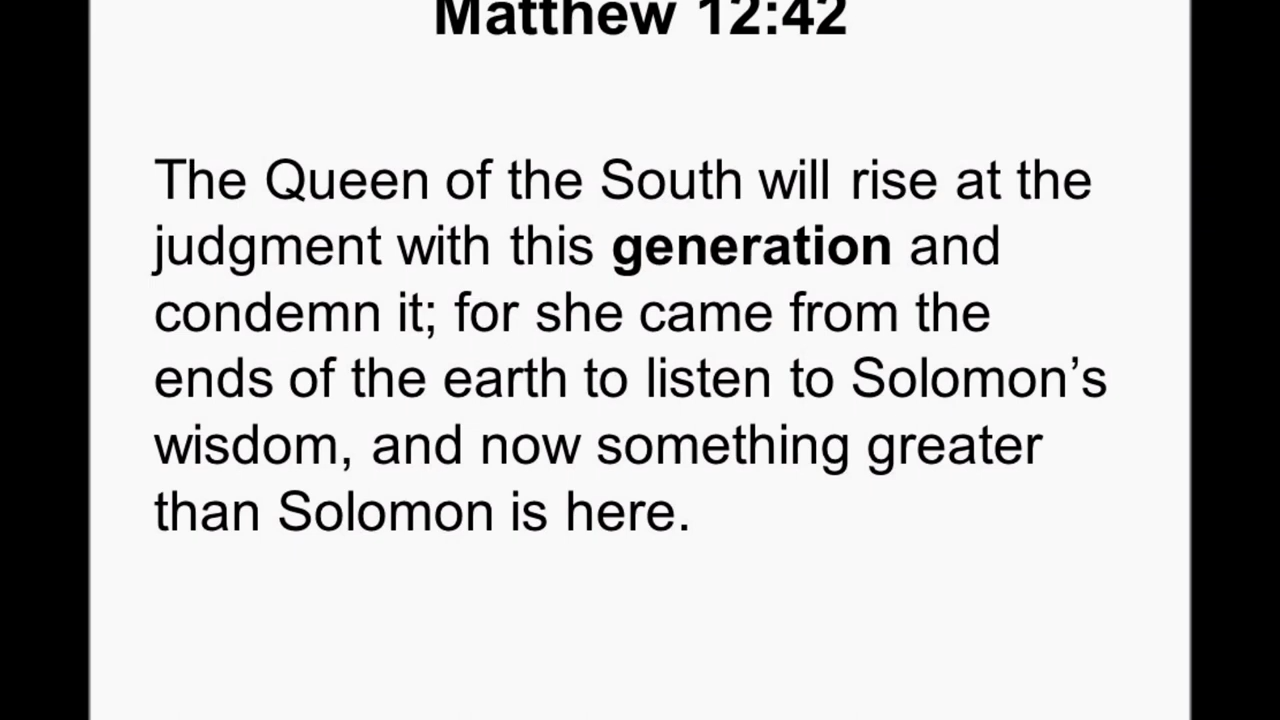 Matthew 12:42
The Queen of the South will rise at the
judgment with this generation and
condemn it; for she came from the
ends of the earth to listen to Solomon’s
wisdom, and now something greater
than Solomon is here.